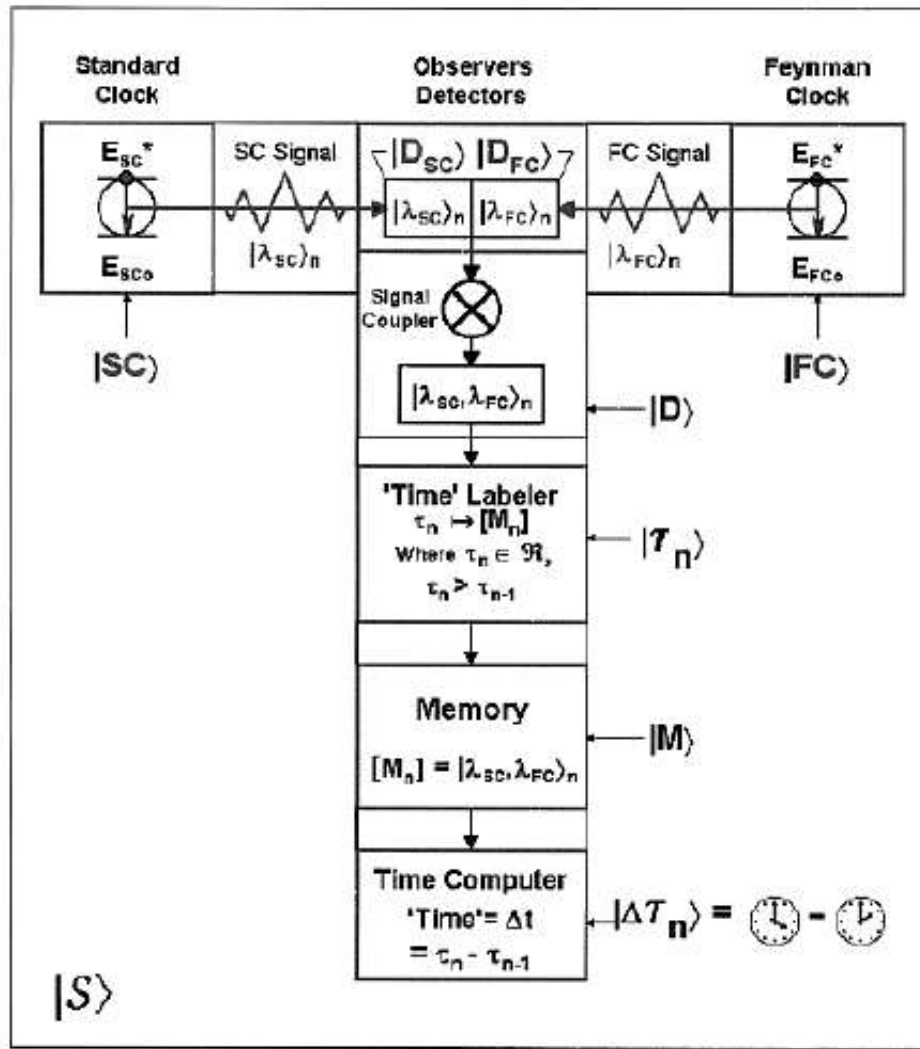 Standard
Clock
Observers
Detectors
Feynman
Clock
E_SC*
SC Signal
|D_SC⟩ |D_FC⟩
FC Signal
E_FC*
|λ_SC⟩_n
|λ_FC⟩_n
|λ_SC⟩_n
|λ_FC⟩_n
E_SCo
E_FCo
Signal
Coupler
|SC⟩
|FC⟩
|λ_SC, λ_FC⟩_n
|D⟩
'Time' Labeler
τ_n ↦ [M_n]
Where τ_n ∈ ℜ,
τ_n > τ_n-1
|𝒯_n⟩
Memory
[M_n] = |λ_SC, λ_FC⟩_n
|M⟩
Time Computer
'Time' = Δt
= τ_n - τ_n-1
|Δ𝒯_n⟩ = -
|𝒮⟩